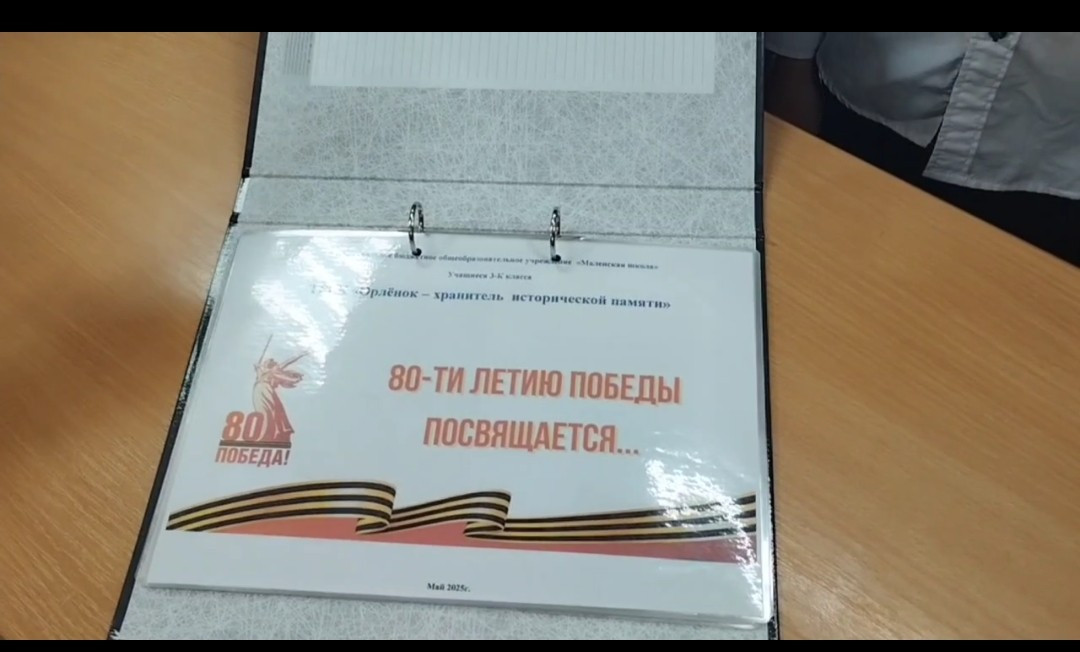 бюджетное общеобразовательное учреждение «Маленская школа»
Учащиеся 3-К класса
«Орлёнок – хранитель исторической памяти»
80-ТИ ЛЕТИЮ ПОБЕДЫ
ПОСВЯЩАЕТСЯ...
80
ПОБЕДА!
Май 2025г.